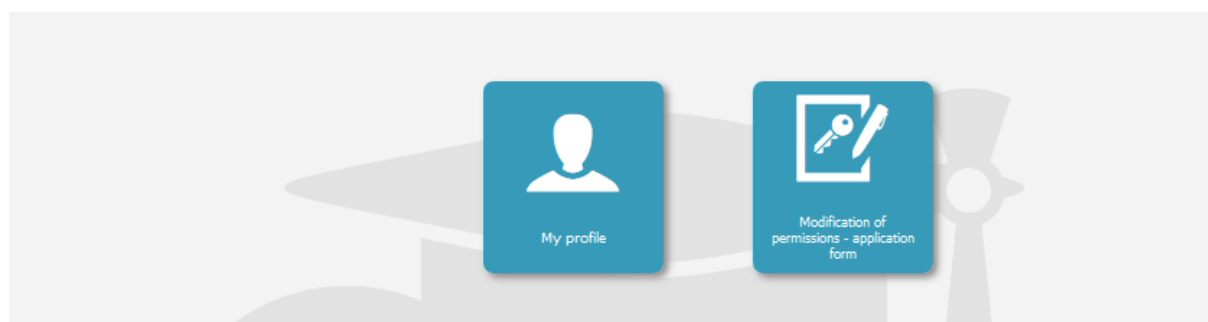 My profile
Modification of
permissions - application
form